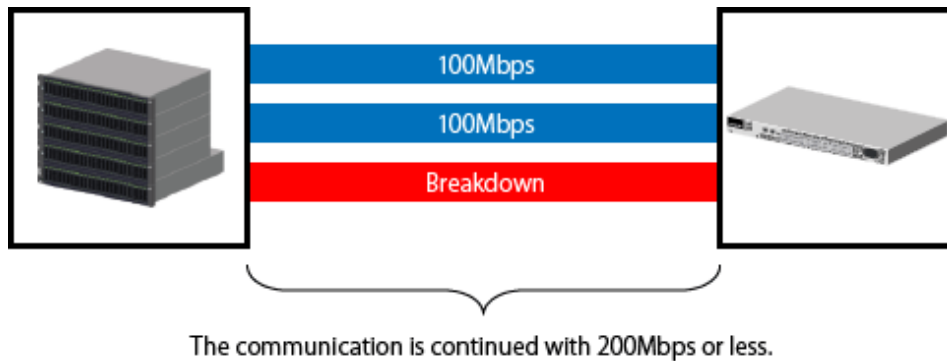 100Mbps
100Mbps
Breakdown
The communication is continued with 200Mbps or less.